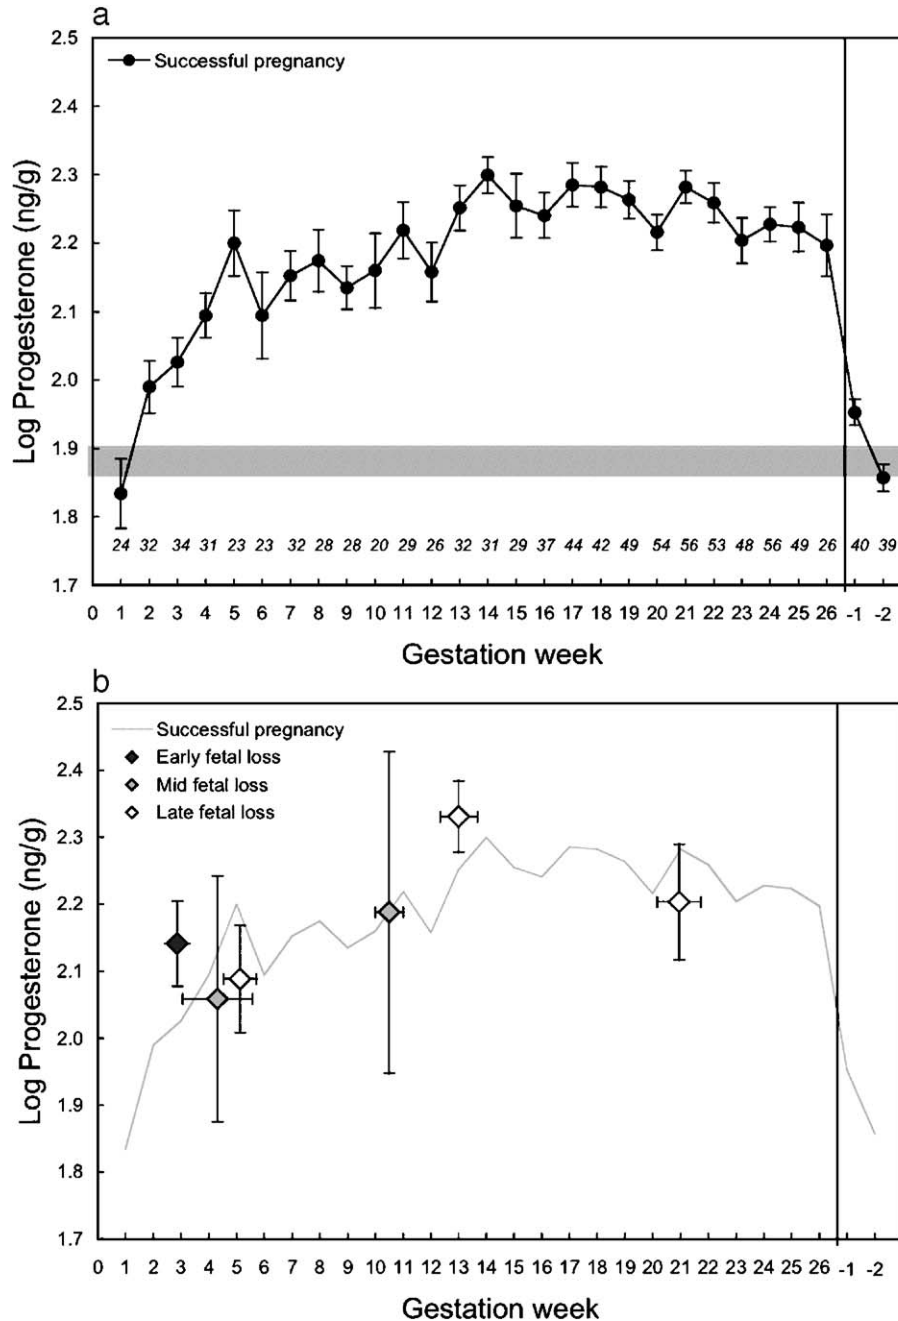 a
2.5
Successful pregnancy
2.4
2.3
2.2
2.1
2.0
1.9
1.8
1.7
Log Progesterone (ng/g)
24 32 34 31 23 23 32 28 28 20 29 26 32 31 29 37 44 42 49 54 56 53 48 56 49 26 40 39
0 1 2 3 4 5 6 7 8 9 10 11 12 13 14 15 16 17 18 19 20 21 22 23 24 25 26 -1 -2
Gestation week
b
2.5
Successful pregnancy
Early fetal loss
Mid fetal loss
Late fetal loss
2.4
2.3
2.2
2.1
2.0
1.9
1.8
1.7
Log Progesterone (ng/g)
0 1 2 3 4 5 6 7 8 9 10 11 12 13 14 15 16 17 18 19 20 21 22 23 24 25 26 -1 -2
Gestation week